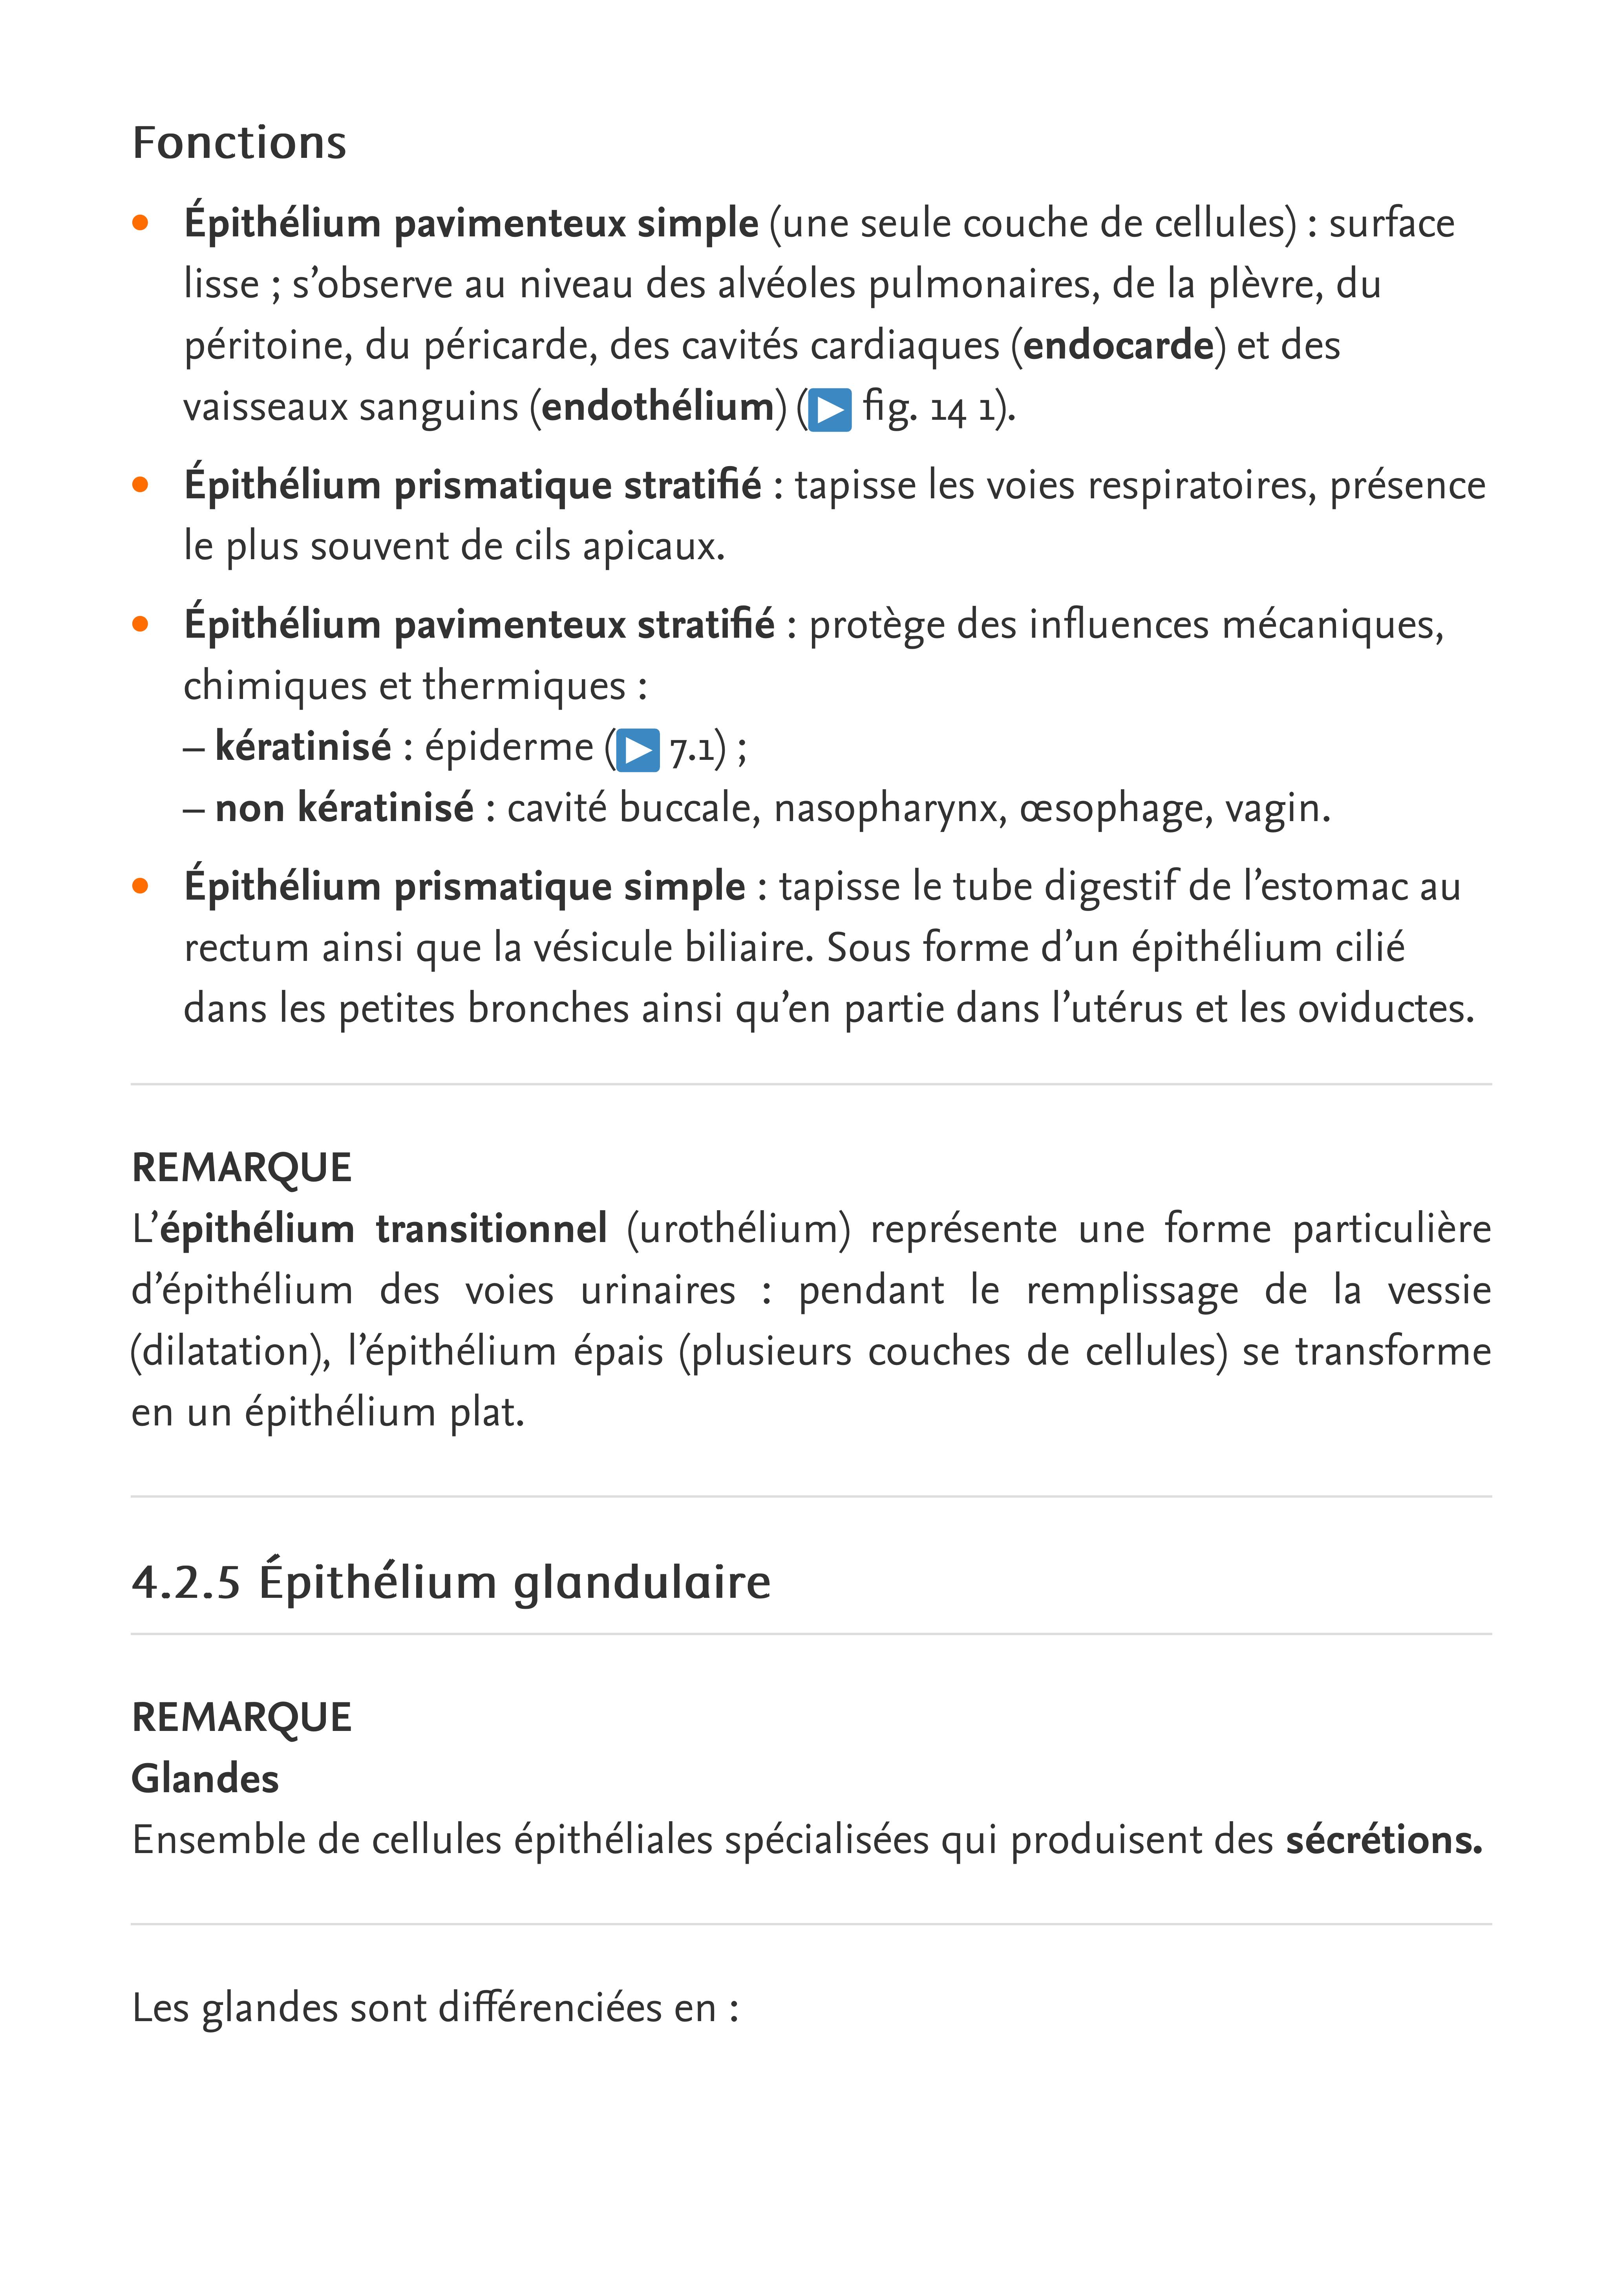 Fonctions
• Épithélium pavimenteux simple (une seule couche de cellules) : surface
lisse ; s’observe au niveau des alvéoles pulmonaires, de la plèvre, du
péritoine, du péricarde, des cavités cardiaques (endocarde) et des
vaisseaux sanguins (endothélium) (▶ fig. 14 1).
• Épithélium prismatique stratifié : tapisse les voies respiratoires, présence
le plus souvent de cils apicaux.
• Épithélium pavimenteux stratifié : protège des influences mécaniques,
chimiques et thermiques :
– kératinisé : épiderme (▶ 7.1) ;
– non kératinisé : cavité buccale, nasopharynx, œsophage, vagin.
• Épithélium prismatique simple : tapisse le tube digestif de l’estomac au
rectum ainsi que la vésicule biliaire. Sous forme d’un épithélium cilié
dans les petites bronches ainsi qu’en partie dans l’utérus et les oviductes.
REMARQUE
L’épithélium transitionnel (urothélium) représente une forme particulière
d’épithélium des voies urinaires : pendant le remplissage de la vessie
(dilatation), l’épithélium épais (plusieurs couches de cellules) se transforme
en un épithélium plat.
4.2.5 Épithélium glandulaire
REMARQUE
Glandes
Ensemble de cellules épithéliales spécialisées qui produisent des sécrétions.
Les glandes sont différenciées en :